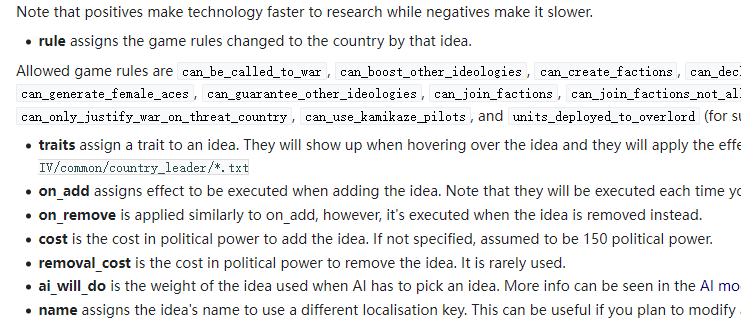 Note that positives make technology faster to research while negatives make it slower.
• rule assigns the game rules changed to the country by that idea.
Allowed game rules are can_be_called_to_war , can_boost_other_ideologies , can_create_factions , can_decl
can_generate_female_aces , can_guarantee_other_ideologies , can_join_factions , can_join_factions_not_all
can_only_justify_war_on_threat_country , can_use_kamikaze_pilots , and units_deployed_to_overlord (for su
• traits assign a trait to an idea. They will show up when hovering over the idea and they will apply the effe
IV/common/country_leader/*.txt
• on_add assigns effect to be executed when adding the idea. Note that they will be executed each time yo
• on_remove is applied similarly to on_add, however, it's executed when the idea is removed instead.
• cost is the cost in political power to add the idea. If not specified, assumed to be 150 political power.
• removal_cost is the cost in political power to remove the idea. It is rarely used.
• ai_will_do is the weight of the idea used when AI has to pick an idea. More info can be seen in the AI mo
• name assigns the idea's name to use a different localisation key. This can be useful if you plan to modify